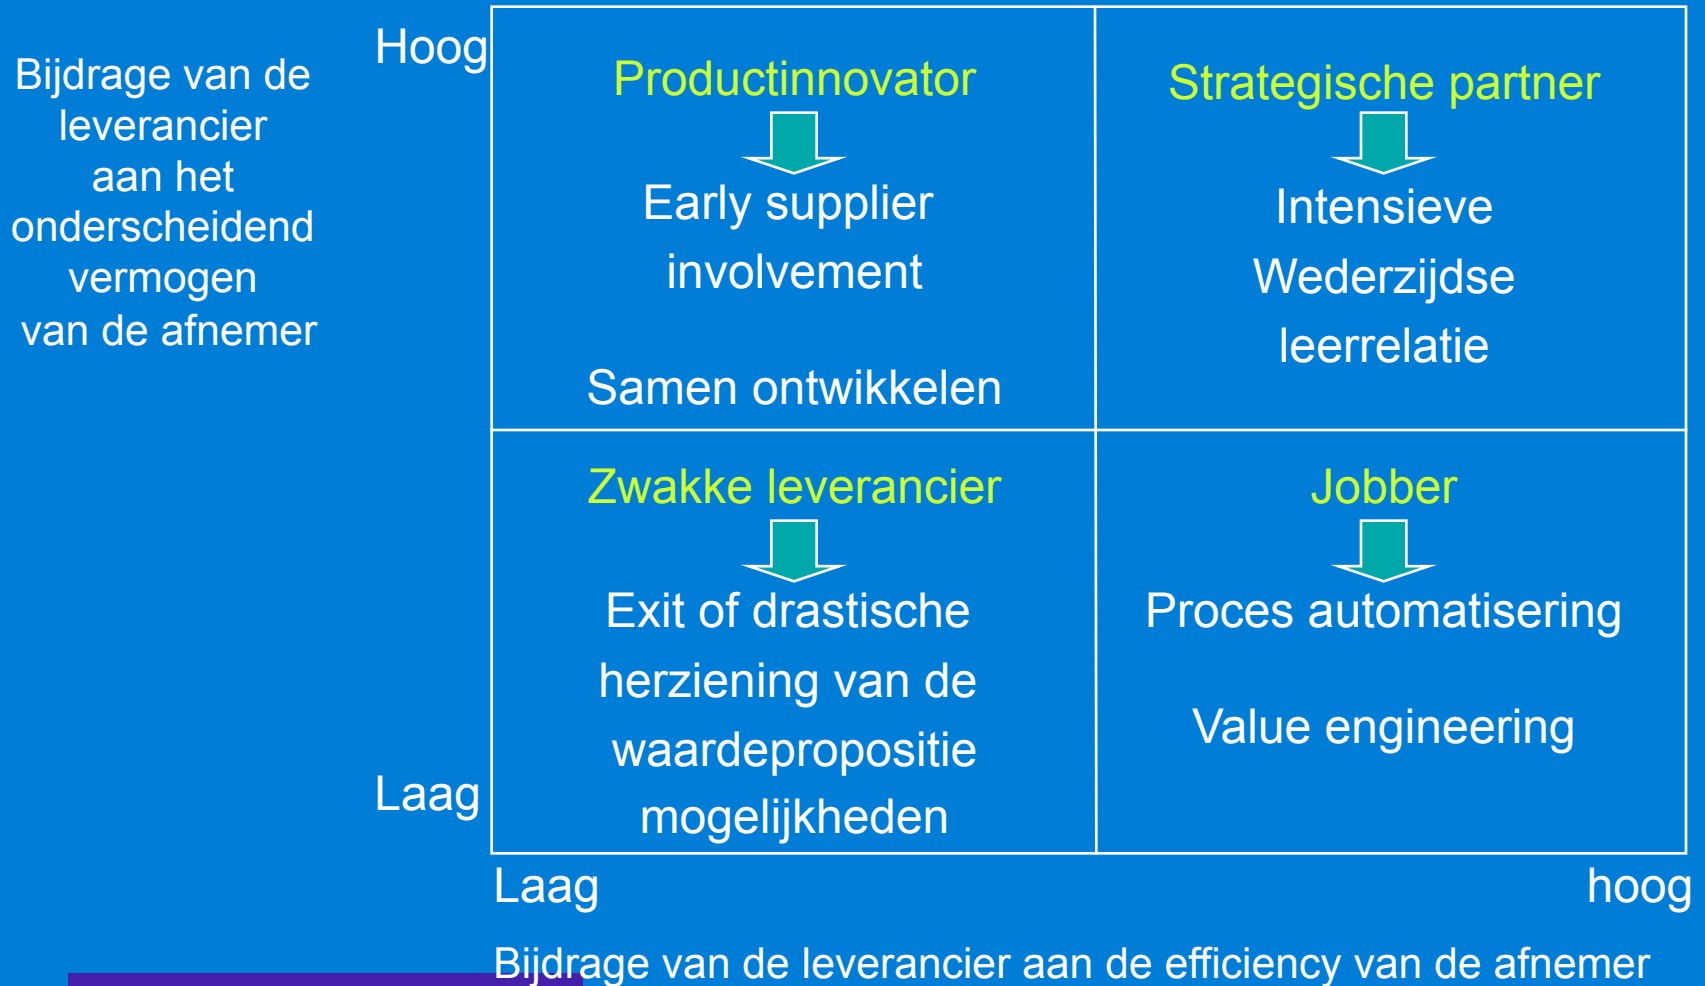 Bijdrage van de
leverancier
aan het
onderscheidend
vermogen
van de afnemer
Hoog
Productinnovator
Early supplier
involvement
Samen ontwikkelen
Strategische partner
Intensieve
Wederzijdse
leerrelatie
Zwakke leverancier
Exit of drastische
herziening van de
waardepropositie
mogelijkheden
Jobber
Proces automatisering
Value engineering
Laag
Laag
hoog
Bijdrage van de leverancier aan de efficiency van de afnemer